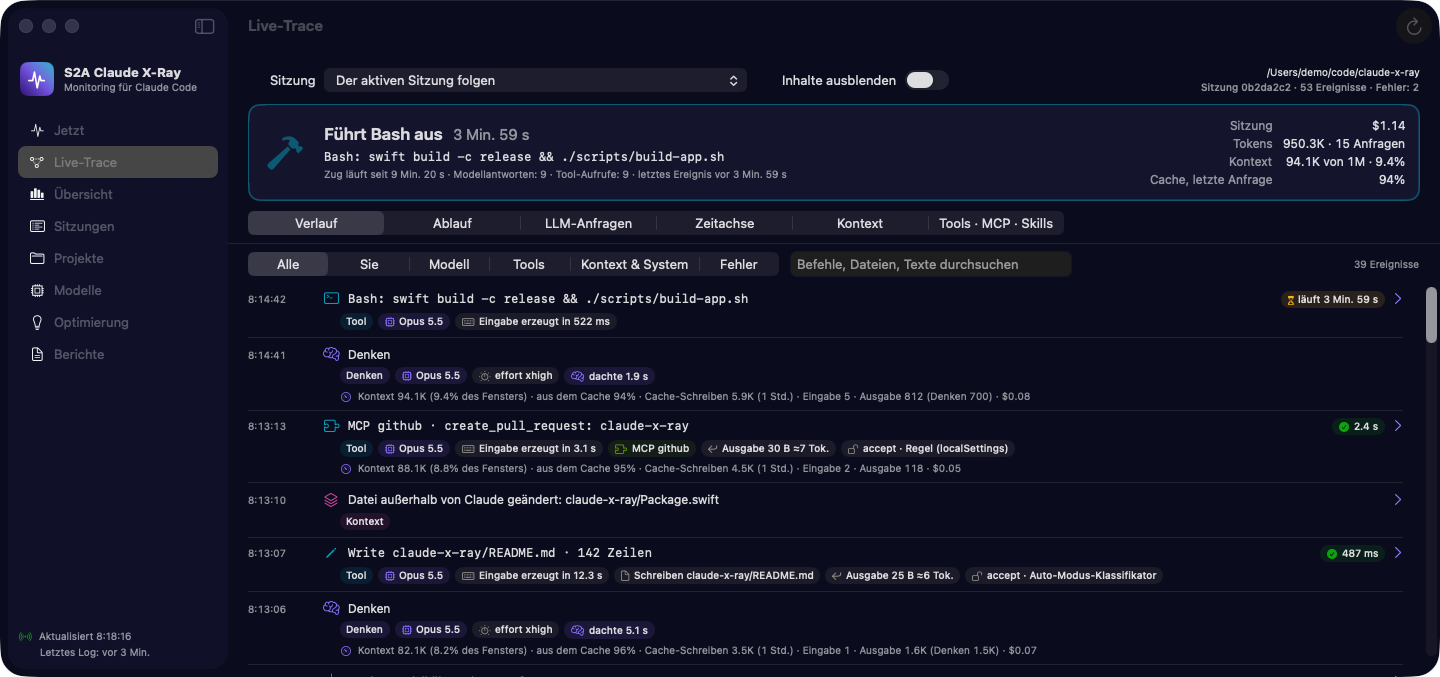 Live-Trace
S2A Claude X-Ray
Monitoring für Claude Code
Jetzt
Live-Trace
Übersicht
Sitzungen
Projekte
Modelle
Optimierung
Berichte
Aktualisiert 8:18:16
Letztes Log: vor 3 Min.
Sitzung
Der aktiven Sitzung folgen
Inhalte ausblenden
/Users/demo/code/claude-x-ray
Sitzung 0b2da2c2 · 53 Ereignisse · Fehler: 2
Führt Bash aus 3 Min. 59 s
Bash: swift build -c release && ./scripts/build-app.sh
Zug läuft seit 9 Min. 20 s · Modellantworten: 9 · Tool-Aufrufe: 9 · letztes Ereignis vor 3 Min. 59 s
Sitzung $1.14
Tokens 950.3K · 15 Anfragen
Kontext 94.1K von 1M · 9.4%
Cache, letzte Anfrage 94%
Verlauf Ablauf LLM-Anfragen Zeitachse Kontext Tools · MCP · Skills
Alle Sie Modell Tools Kontext & System Fehler Befehle, Dateien, Texte durchsuchen 39 Ereignisse
8:14:42 Bash: swift build -c release && ./scripts/build-app.sh läuft 3 Min. 59 s
Tool Opus 5.5 Eingabe erzeugt in 522 ms
8:14:41 Denken
Denken Opus 5.5 effort xhigh dachte 1.9 s
Kontext 94.1K (9.4% des Fensters) · aus dem Cache 94% · Cache-Schreiben 5.9K (1 Std.) · Eingabe 5 · Ausgabe 812 (Denken 700) · $0.08
8:13:13 MCP github · create_pull_request: claude-x-ray 2.4 s
Tool Opus 5.5 Eingabe erzeugt in 3.1 s MCP github Ausgabe 30 B ≈7 Tok. accept · Regel (localSettings)
Kontext 88.1K (8.8% des Fensters) · aus dem Cache 95% · Cache-Schreiben 4.5K (1 Std.) · Eingabe 2 · Ausgabe 118 · $0.05
8:13:10 Datei außerhalb von Claude geändert: claude-x-ray/Package.swift
Kontext
8:13:07 Write claude-x-ray/README.md · 142 Zeilen 487 ms
Tool Opus 5.5 Eingabe erzeugt in 12.3 s Schreiben claude-x-ray/README.md Ausgabe 25 B ≈6 Tok. accept · Auto-Modus-Klassifikator
8:13:06 Denken
Denken Opus 5.5 effort xhigh dachte 5.1 s
Kontext 82.1K (8.2% des Fensters) · aus dem Cache 96% · Cache-Schreiben 3.5K (1 Std.) · Eingabe 1 · Ausgabe 1.6K (Denken 1.5K) · $0.07